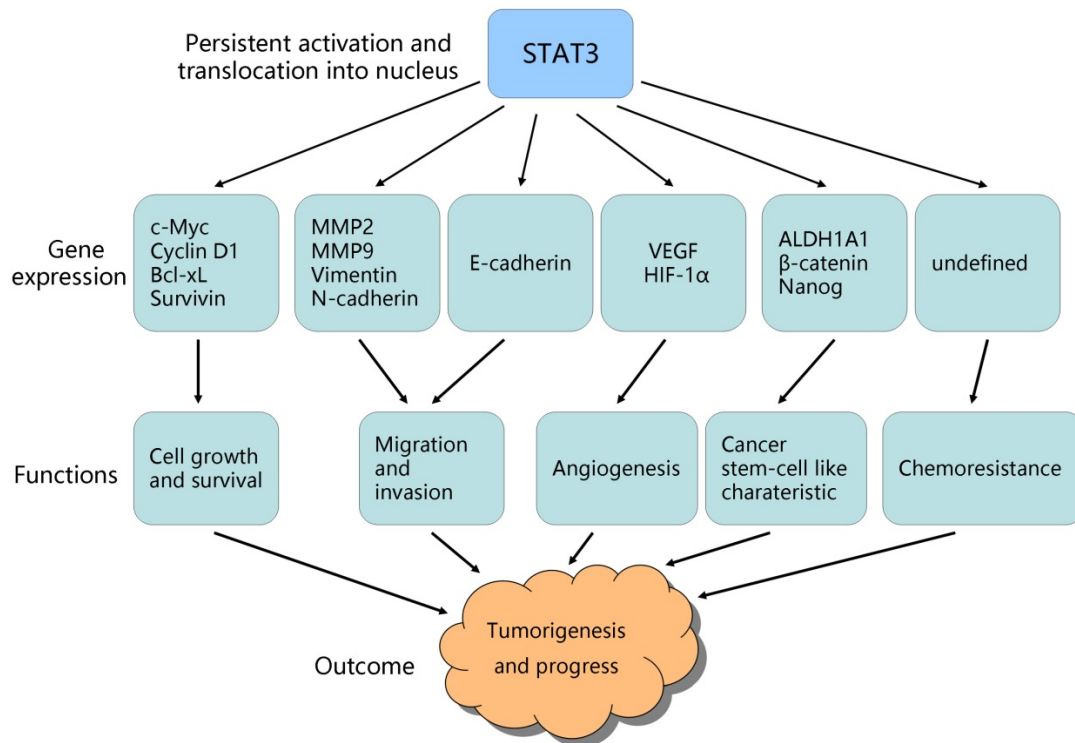 Persistent activation and
translocation into nucleus
STAT3
Gene
expression
c-Myc
Cyclin D1
Bcl-xL
Survivin
MMP2
MMP9
Vimentin
N-cadherin
E-cadherin
VEGF
HIF-1α
ALDH1A1
β-catenin
Nanog
undefined
Functions
Cell growth
and survival
Migration
and
invasion
Angiogenesis
Cancer
stem-cell like
charateristic
Chemoresistance
Outcome
Tumorigenesis
and progress